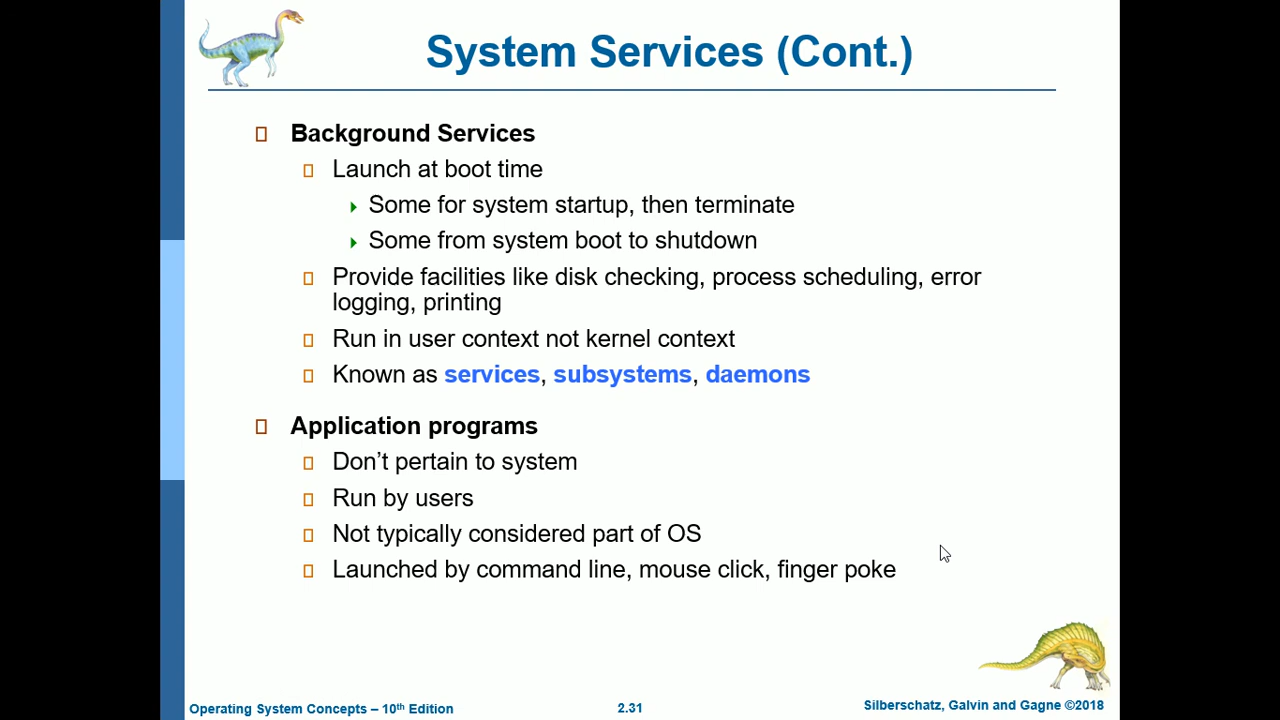 System Services (Cont.)
Background Services
Launch at boot time
Some for system startup, then terminate
Some from system boot to shutdown
Provide facilities like disk checking, process scheduling, error
logging, printing
Run in user context not kernel context
Known as services, subsystems, daemons
Application programs
Don’t pertain to system
Run by users
Not typically considered part of OS
Launched by command line, mouse click, finger poke
Operating System Concepts – 10th Edition
2.31
Silberschatz, Galvin and Gagne ©2018